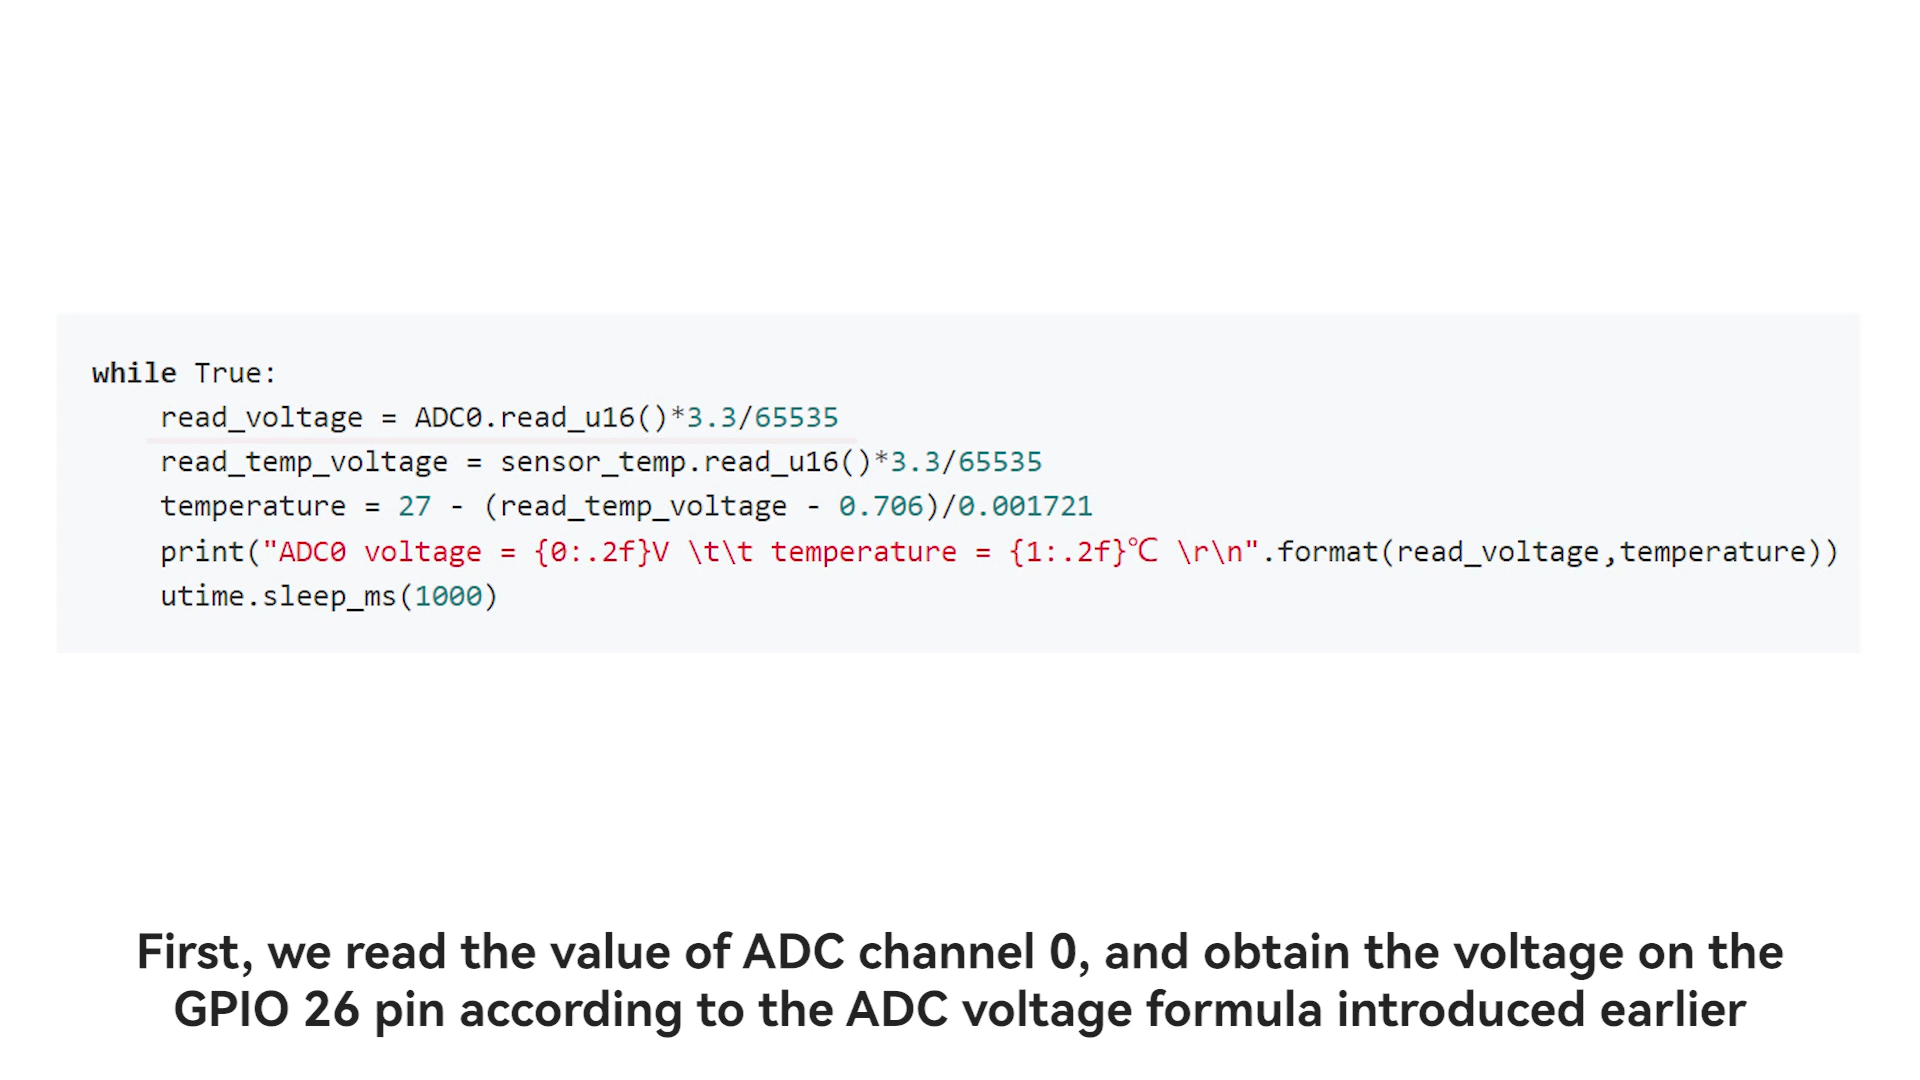 while True:
    read_voltage = ADC0.read_u16()*3.3/65535
    read_temp_voltage = sensor_temp.read_u16()*3.3/65535
    temperature = 27 - (read_temp_voltage - 0.706)/0.001721
    print("ADC0 voltage = {0:.2f}V \t\t temperature = {1:.2f}℃ \r\n".format(read_voltage,temperature))
    utime.sleep_ms(1000)
First, we read the value of ADC channel 0, and obtain the voltage on the
GPIO 26 pin according to the ADC voltage formula introduced earlier